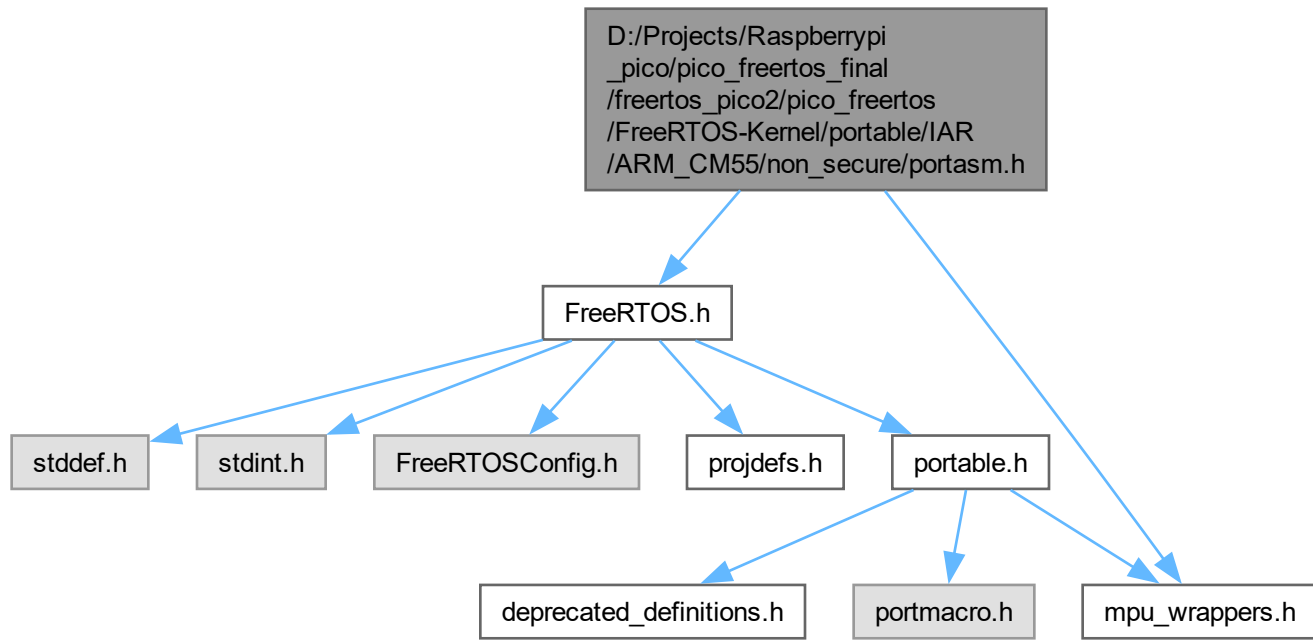 D:/Projects/Raspberrypi
_pico/pico_freertos_final
/freertos_pico2/pico_freertos
/FreeRTOS-Kernel/portable/IAR
/ARM_CM55/non_secure/portasm.h
FreeRTOS.h
stddef.h
stdint.h
FreeRTOSConfig.h
projdefs.h
portable.h
deprecated_definitions.h
portmacro.h
mpu_wrappers.h